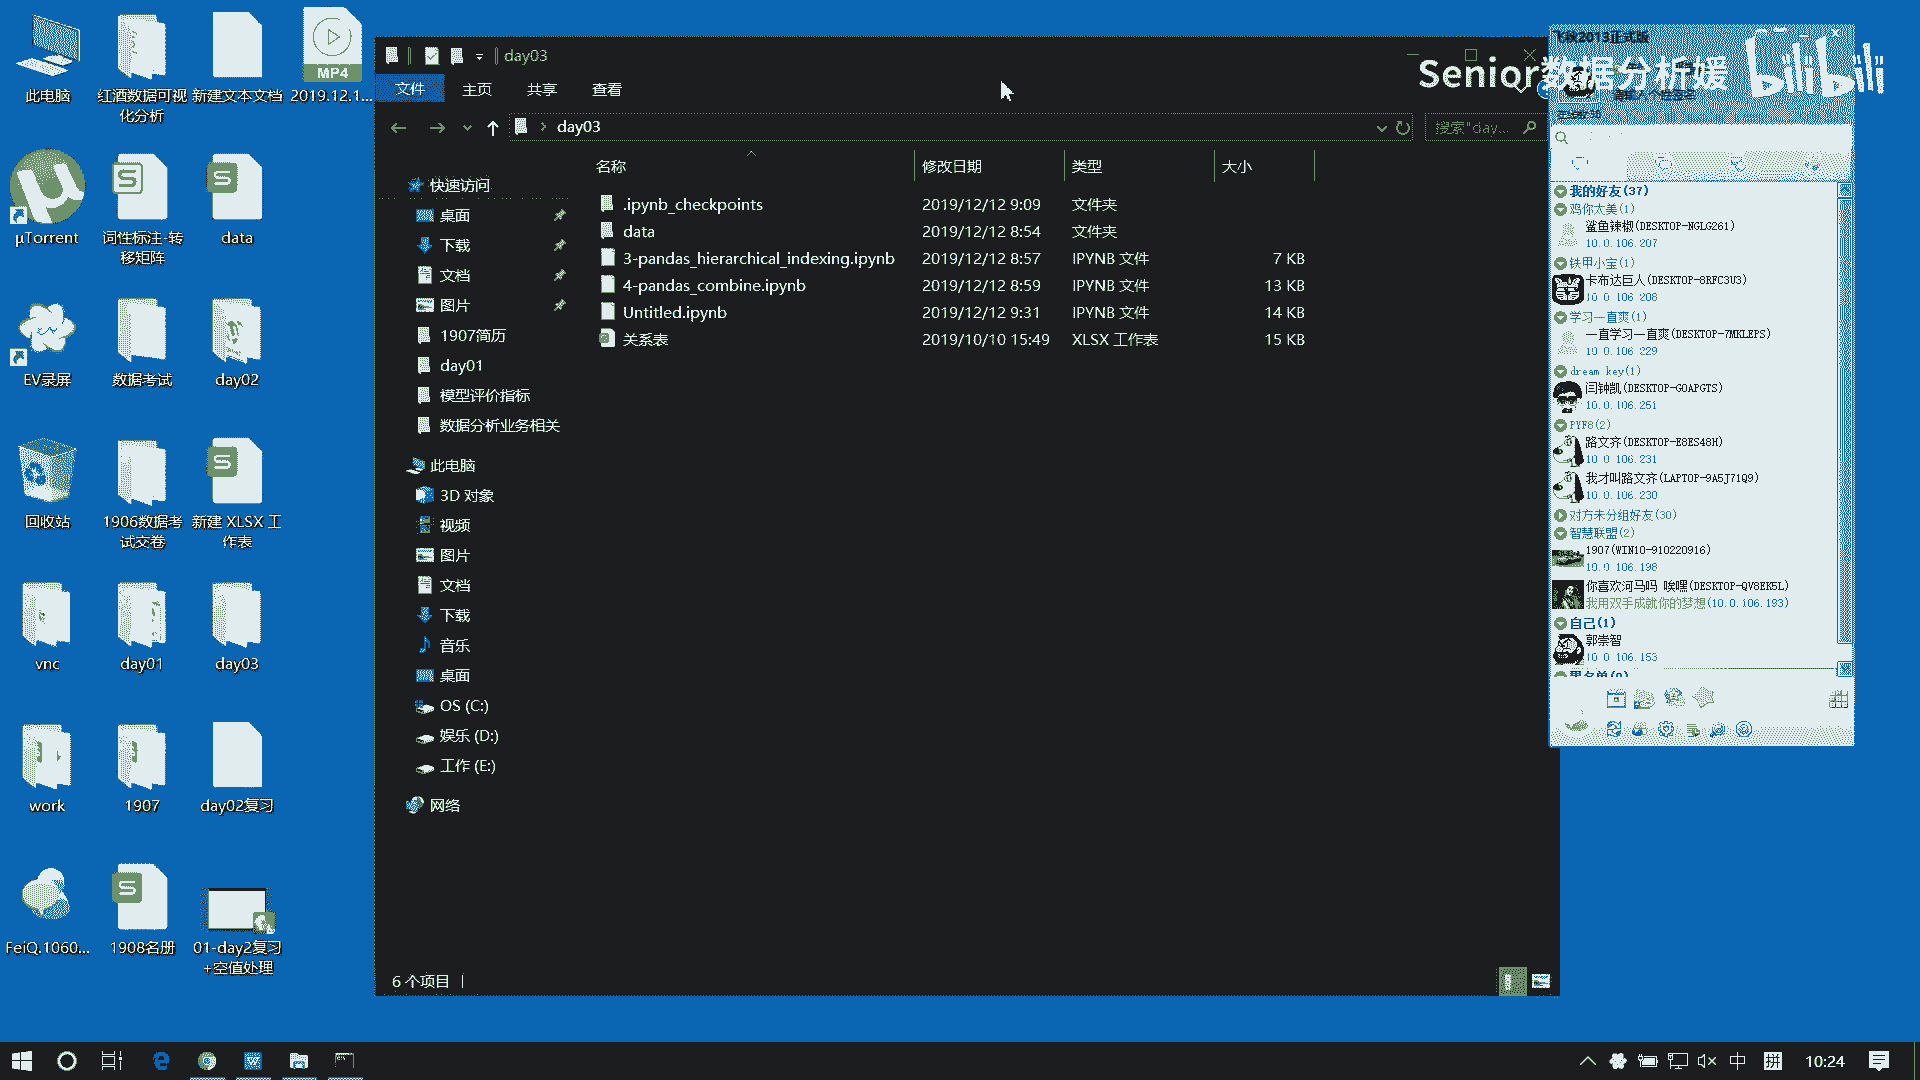 此电脑
红酒数据可视化分析
新建文本文档
MP4
2019.12.1...
μTorrent
词性标注-转移矩阵
data
EV录屏
数据考试
day02
回收站
1906数据考试交卷
新建 XLSX 工作表
vnc
day01
day03
work
1907
day02复习
FeiQ.1060...
1908名册
01-day2复习+空值处理
day03
文件 主页 共享 查看
day03
搜索"day...
名称 修改日期 类型 大小
.ipynb_checkpoints 2019/12/12 9:09 文件夹
data 2019/12/12 8:54 文件夹
3-pandas_hierarchical_indexing.ipynb 2019/12/12 8:57 IPYNB 文件 7 KB
4-pandas_combine.ipynb 2019/12/12 8:59 IPYNB 文件 13 KB
Untitled.ipynb 2019/12/12 9:31 IPYNB 文件 14 KB
关系表 2019/10/10 15:49 XLSX 工作表 15 KB
快速访问
桌面
下载
文档
图片
1907简历
day01
模型评价指标
数据分析业务相关
此电脑
3D 对象
视频
图片
文档
下载
音乐
桌面
OS (C:)
娱乐 (D:)
工作 (E:)
网络
6 个项目
Senior数据分析媛 bilibili
2013正式版
我的好友(37)
鸡你太美(1)
鲨鱼辣椒(DESKTOP-NGLG261)
10.0.106.207
铁甲小宝(1)
卡布达巨人(DESKTOP-8RFC3U3)
10.0.106.208
学习一直爽(1)
一直学习一直爽(DESKTOP-7MKLEPS)
10.0.106.229
dream key(1)
闫钟凯(DESKTOP-GOAPGTS)
10.0.106.251
PYF8(2)
路文齐(DESKTOP-E8ES48H)
10.0.106.231
我才叫路文齐(LAPTOP-9A5J71Q9)
10.0.106.230
对方未分组好友(30)
智慧联盟(2)
1907(WIN10-910220916)
10.0.106.198
你喜欢河马吗 唉嘿(DESKTOP-QV8EK5L)
我用双手成就你的梦想(10.0.106.193)
自己(1)
郭崇智
10.0.106.153
黑名单(0)
中 拼 10:24